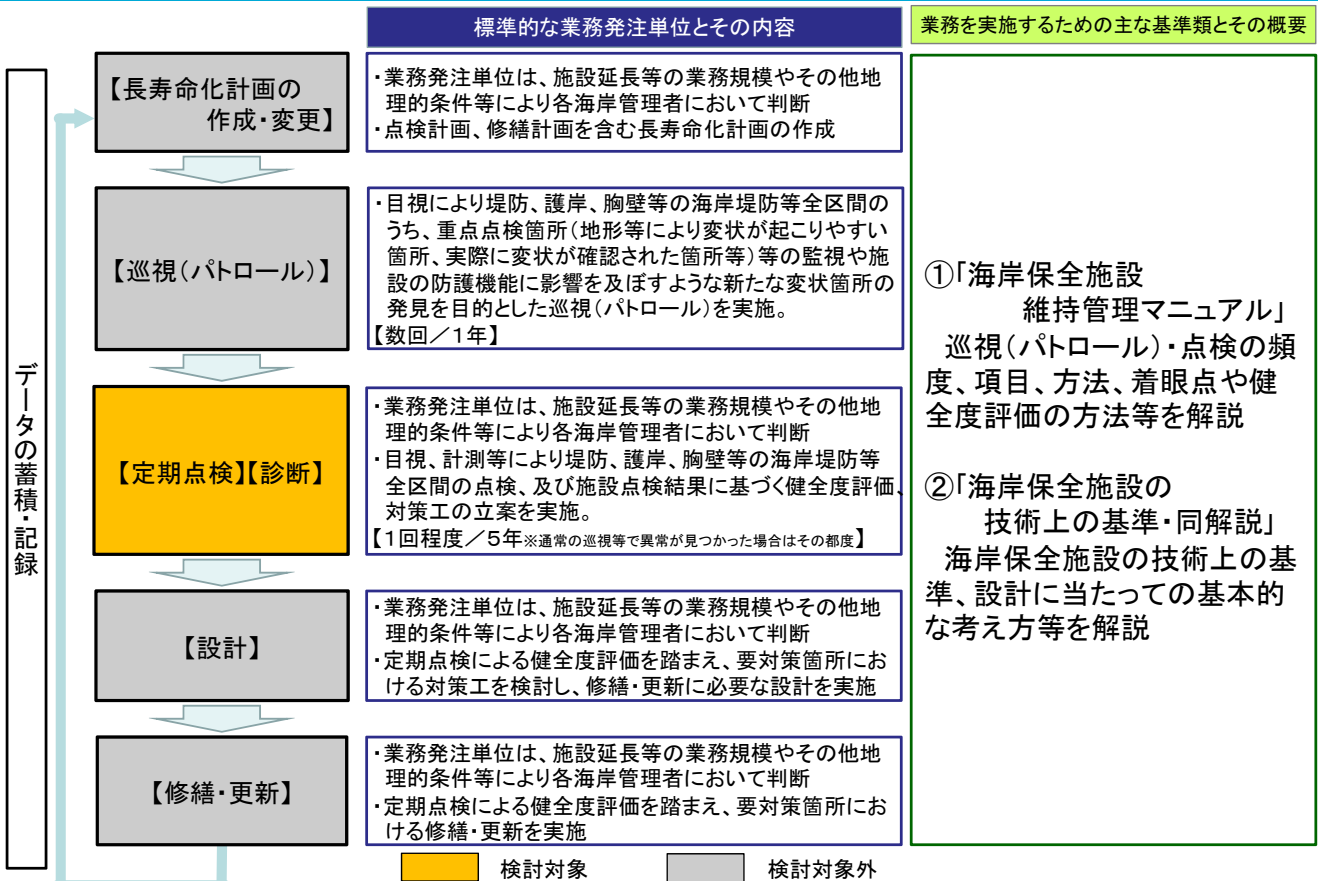 標準的な業務発注単位とその内容
業務を実施するための主な基準類とその概要
データの蓄積・記録
【長寿命化計画の
作成・変更】
・業務発注単位は、施設延長等の業務規模やその他地
理的条件等により各海岸管理者において判断
・点検計画、修繕計画を含む長寿命化計画の作成
【巡視(パトロール)】
・目視により堤防、護岸、胸壁等の海岸堤防等全区間の
うち、重点点検箇所(地形等により変状が起こりやすい
箇所、実際に変状が確認された箇所等)等の監視や施
設の防護機能に影響を及ぼすような新たな変状箇所の
発見を目的とした巡視(パトロール)を実施。
【数回/1年】
【定期点検】【診断】
・業務発注単位は、施設延長等の業務規模やその他地
理的条件等により各海岸管理者において判断
・目視、計測等により堤防、護岸、胸壁等の海岸堤防等
全区間の点検、及び施設点検結果に基づく健全度評価、
対策工の立案を実施。
【1回程度/5年※通常の巡視等で異常が見つかった場合はその都度】
【設計】
・業務発注単位は、施設延長等の業務規模やその他地
理的条件等により各海岸管理者において判断
・定期点検による健全度評価を踏まえ、要対策箇所にお
ける対策工を検討し、修繕・更新に必要な設計を実施
【修繕・更新】
・業務発注単位は、施設延長等の業務規模やその他地
理的条件等により各海岸管理者において判断
・定期点検による健全度評価を踏まえ、要対策箇所にお
ける修繕・更新を実施
①「海岸保全施設
維持管理マニュアル」
巡視(パトロール)・点検の頻
度、項目、方法、着眼点や健
全度評価の方法等を解説
②「海岸保全施設の
技術上の基準・同解説」
海岸保全施設の技術上の基
準、設計に当たっての基本的
な考え方等を解説
検討対象
検討対象外